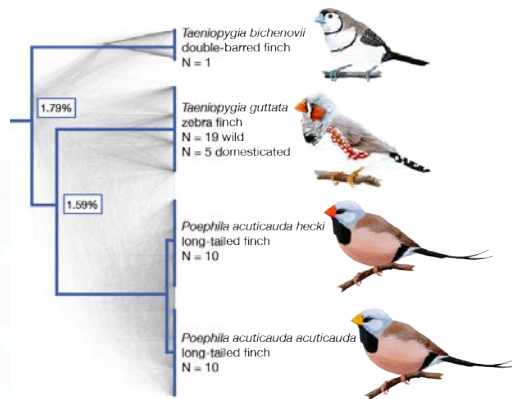 Taeniopygia bichenovii
double-barred finch
N = 1
1.79%
Taeniopygia guttata
zebra finch
N = 19 wild
N = 5 domesticated
1.59%
Poephila acuticauda hecki
long-tailed finch
N = 10
Poephila acuticauda acuticauda
long-tailed finch
N = 10